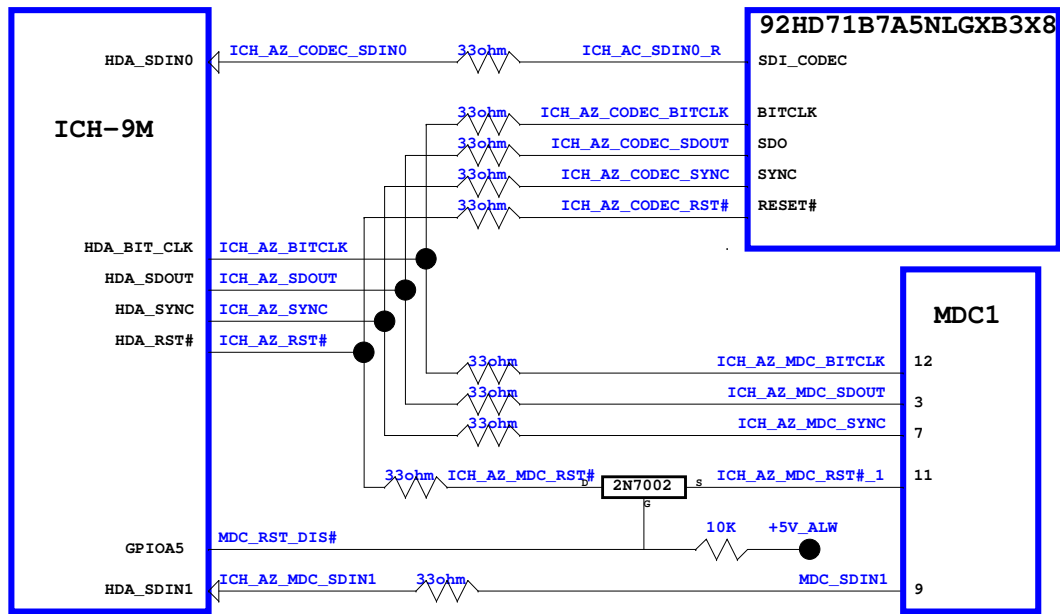 92HD71B7A5NLGXB3X8
HDA_SDIN0 ICH_AZ_CODEC_SDIN0 33ohm ICH_AC_SDIN0_R SDI_CODEC
ICH-9M
33ohm ICH_AZ_CODEC_BITCLK BITCLK
33ohm ICH_AZ_CODEC_SDOUT SDO
33ohm ICH_AZ_CODEC_SYNC SYNC
33ohm ICH_AZ_CODEC_RST# RESET#
HDA_BIT_CLK ICH_AZ_BITCLK
HDA_SDOUT ICH_AZ_SDOUT
HDA_SYNC ICH_AZ_SYNC
MDC1
HDA_RST# ICH_AZ_RST#
33ohm ICH_AZ_MDC_BITCLK 12
33ohm ICH_AZ_MDC_SDOUT 3
33ohm ICH_AZ_MDC_SYNC 7
33ohm ICH_AZ_MDC_RST# D 2N7002 S ICH_AZ_MDC_RST#_1 11
G
GPIOA5 MDC_RST_DIS# 10K +5V_ALW
HDA_SDIN1 ICH_AZ_MDC_SDIN1 33ohm MDC_SDIN1 9